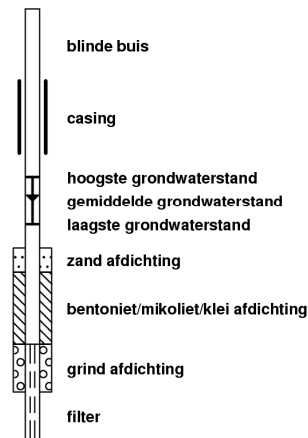 blinde buis
casing
hoogste grondwaterstand
gemiddelde grondwaterstand
laagste grondwaterstand
zand afdichting
bentoniet/mikoliet/klei afdichting
grind afdichting
filter